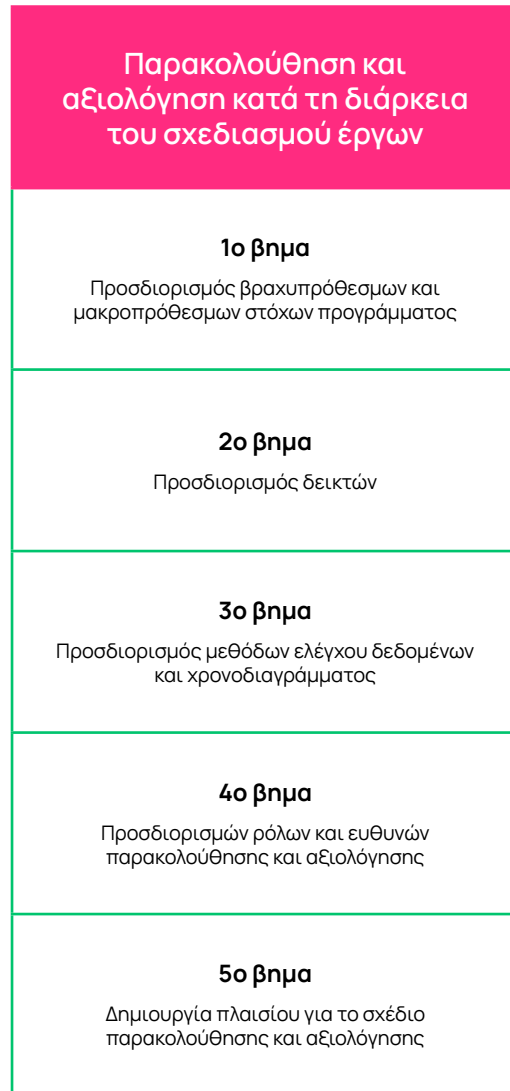 Παρακολούθηση και
αξιολόγηση κατά τη διάρκεια
του σχεδιασμού έργων
1ο βημα
Προσδιορισμός βραχυπρόθεσμων και
μακροπρόθεσμων στόχων προγράμματος
2ο βημα
Προσδιορισμός δεικτών
3ο βημα
Προσδιορισμός μεθόδων ελέγχου δεδομένων
και χρονοδιαγράμματος
4ο βημα
Προσδιορισμών ρόλων και ευθυνών
παρακολούθησης και αξιολόγησης
5ο βημα
Δημιουργία πλαισίου για το σχέδιο
παρακολούθησης και αξιολόγησης